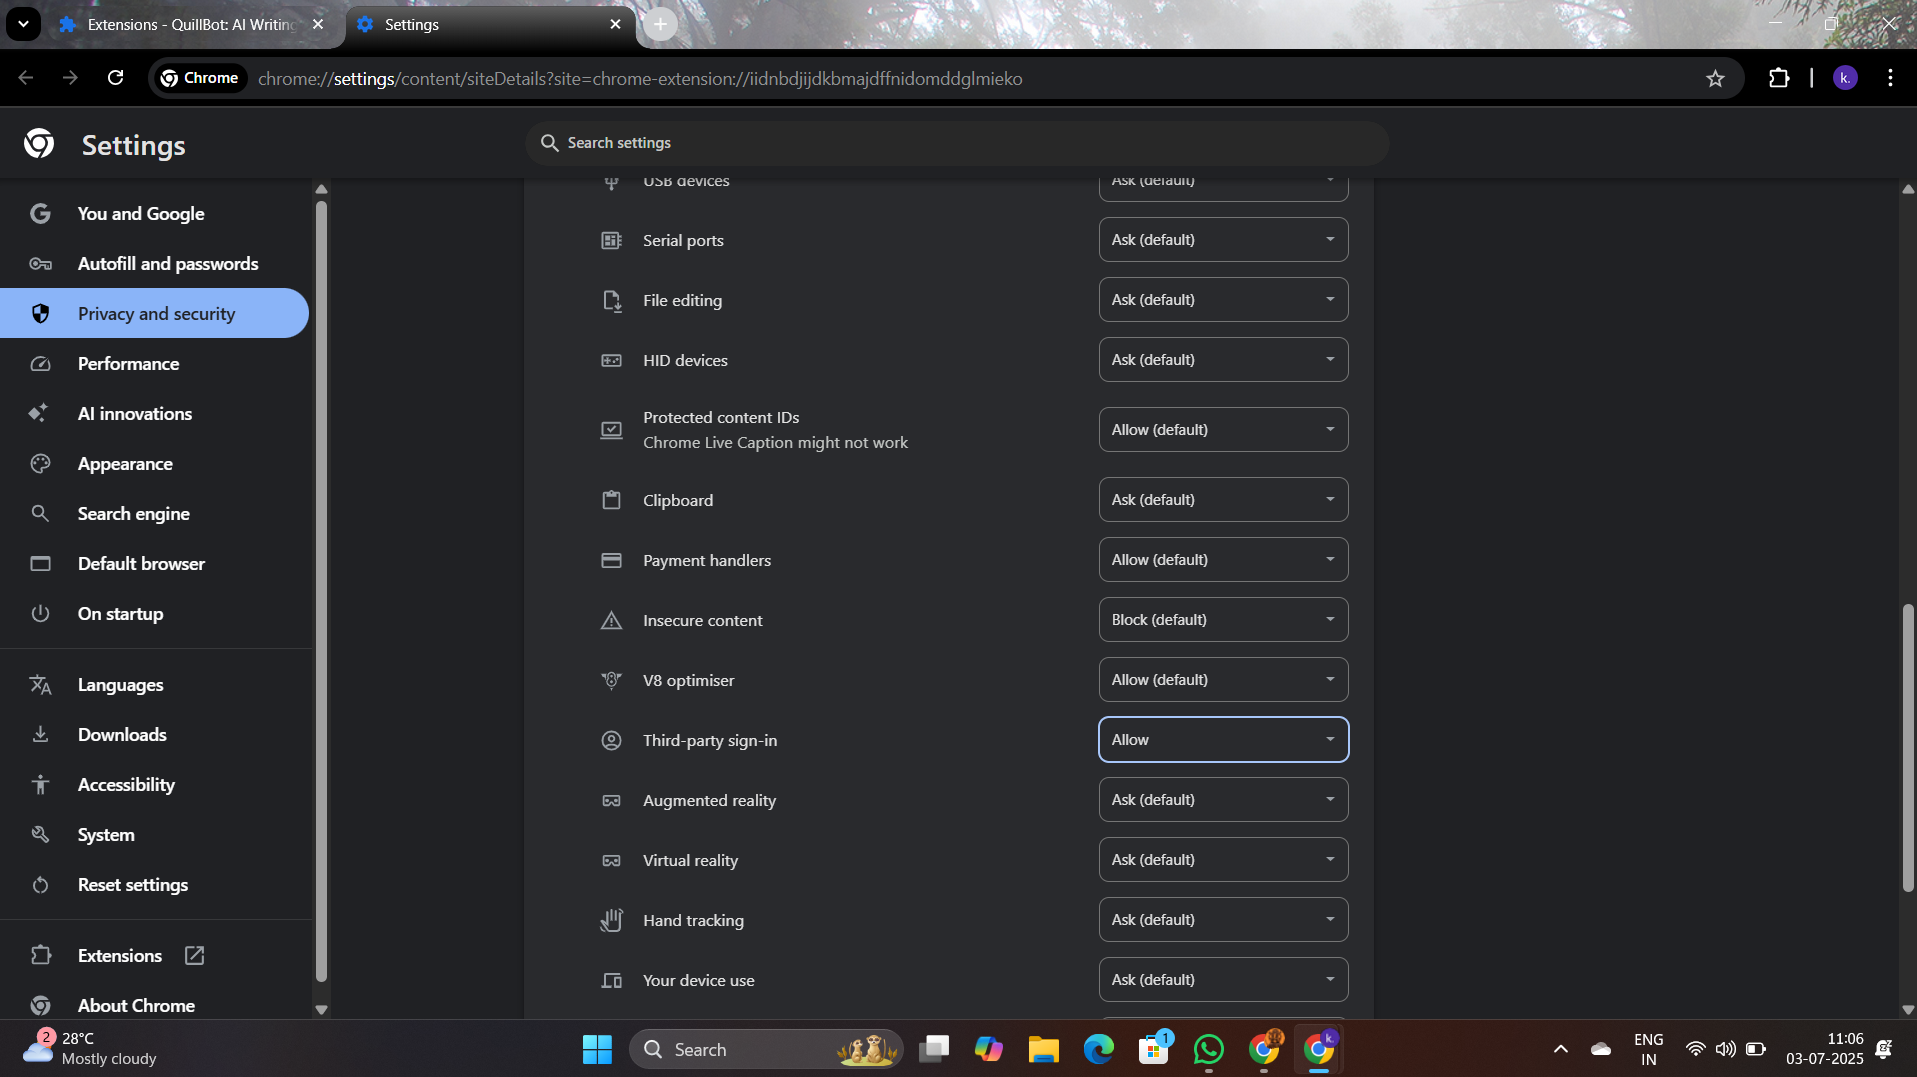 Extensions - QuillBot: AI Writing
Settings
Chrome
chrome://settings/content/siteDetails?site=chrome-extension://iidnbdjijdkbmajdffnidomddglmieko
k.
Settings
Search settings
You and Google
Autofill and passwords
Privacy and security
Performance
AI innovations
Appearance
Search engine
Default browser
On startup
Languages
Downloads
Accessibility
System
Reset settings
Extensions
About Chrome
USB devices
Ask (default)
Serial ports
Ask (default)
File editing
Ask (default)
HID devices
Ask (default)
Protected content IDs
Chrome Live Caption might not work
Allow (default)
Clipboard
Ask (default)
Payment handlers
Allow (default)
Insecure content
Block (default)
V8 optimiser
Allow (default)
Third-party sign-in
Allow
Augmented reality
Ask (default)
Virtual reality
Ask (default)
Hand tracking
Ask (default)
Your device use
Ask (default)
2
28°C
Mostly cloudy
Search
1
k.
ENG
IN
11:06
03-07-2025